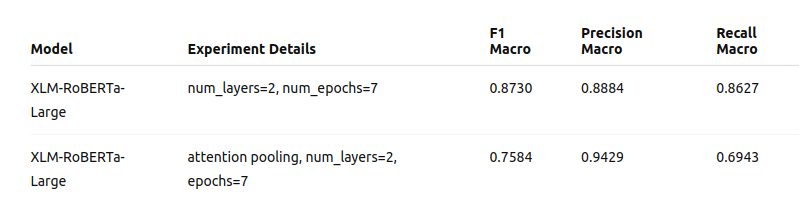 Model Experiment Details F1 Macro Precision Macro Recall Macro
XLM-RoBERTa-Large num_layers=2, num_epochs=7 0.8730 0.8884 0.8627
XLM-RoBERTa-Large attention pooling, num_layers=2, epochs=7 0.7584 0.9429 0.6943